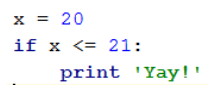 x = 20
if x <= 21:
    print 'Yay!'